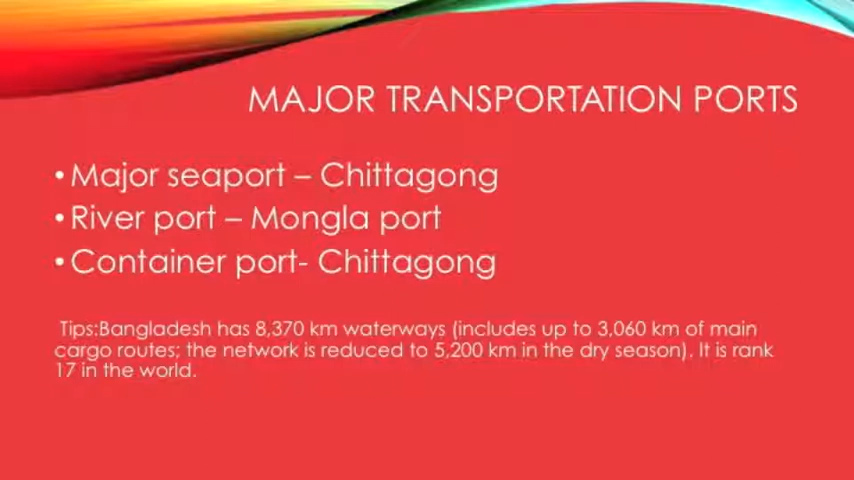 MAJOR TRANSPORTATION PORTS
• Major seaport – Chittagong
• River port – Mongla port
• Container port- Chittagong
Tips:Bangladesh has 8,370 km waterways (includes up to 3,060 km of main
cargo routes; the network is reduced to 5,200 km in the dry season). It is rank
17 in the world.